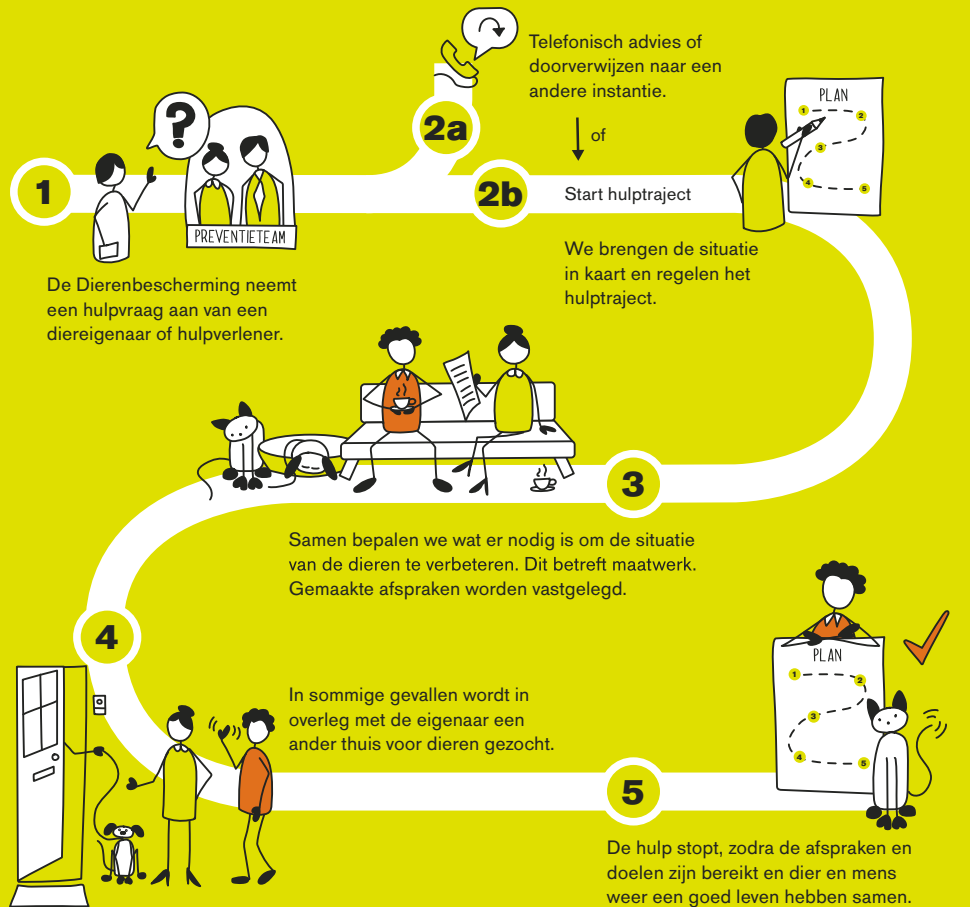 1
?
PREVENTIETEAM
De Dierenbescherming neemt
een hulpvraag aan van een
diereigenaar of hulpverlener.
2a
Telefonisch advies of
doorverwijzen naar een
andere instantie.
of
2b
Start hulptraject
We brengen de situatie
in kaart en regelen het
hulptraject.
PLAN
1
2
3
4
5
3
Samen bepalen we wat er nodig is om de situatie
van de dieren te verbeteren. Dit betreft maatwerk.
Gemaakte afspraken worden vastgelegd.
4
In sommige gevallen wordt in
overleg met de eigenaar een
ander thuis voor dieren gezocht.
PLAN
1
2
3
4
5
5
De hulp stopt, zodra de afspraken en
doelen zijn bereikt en dier en mens
weer een goed leven hebben samen.